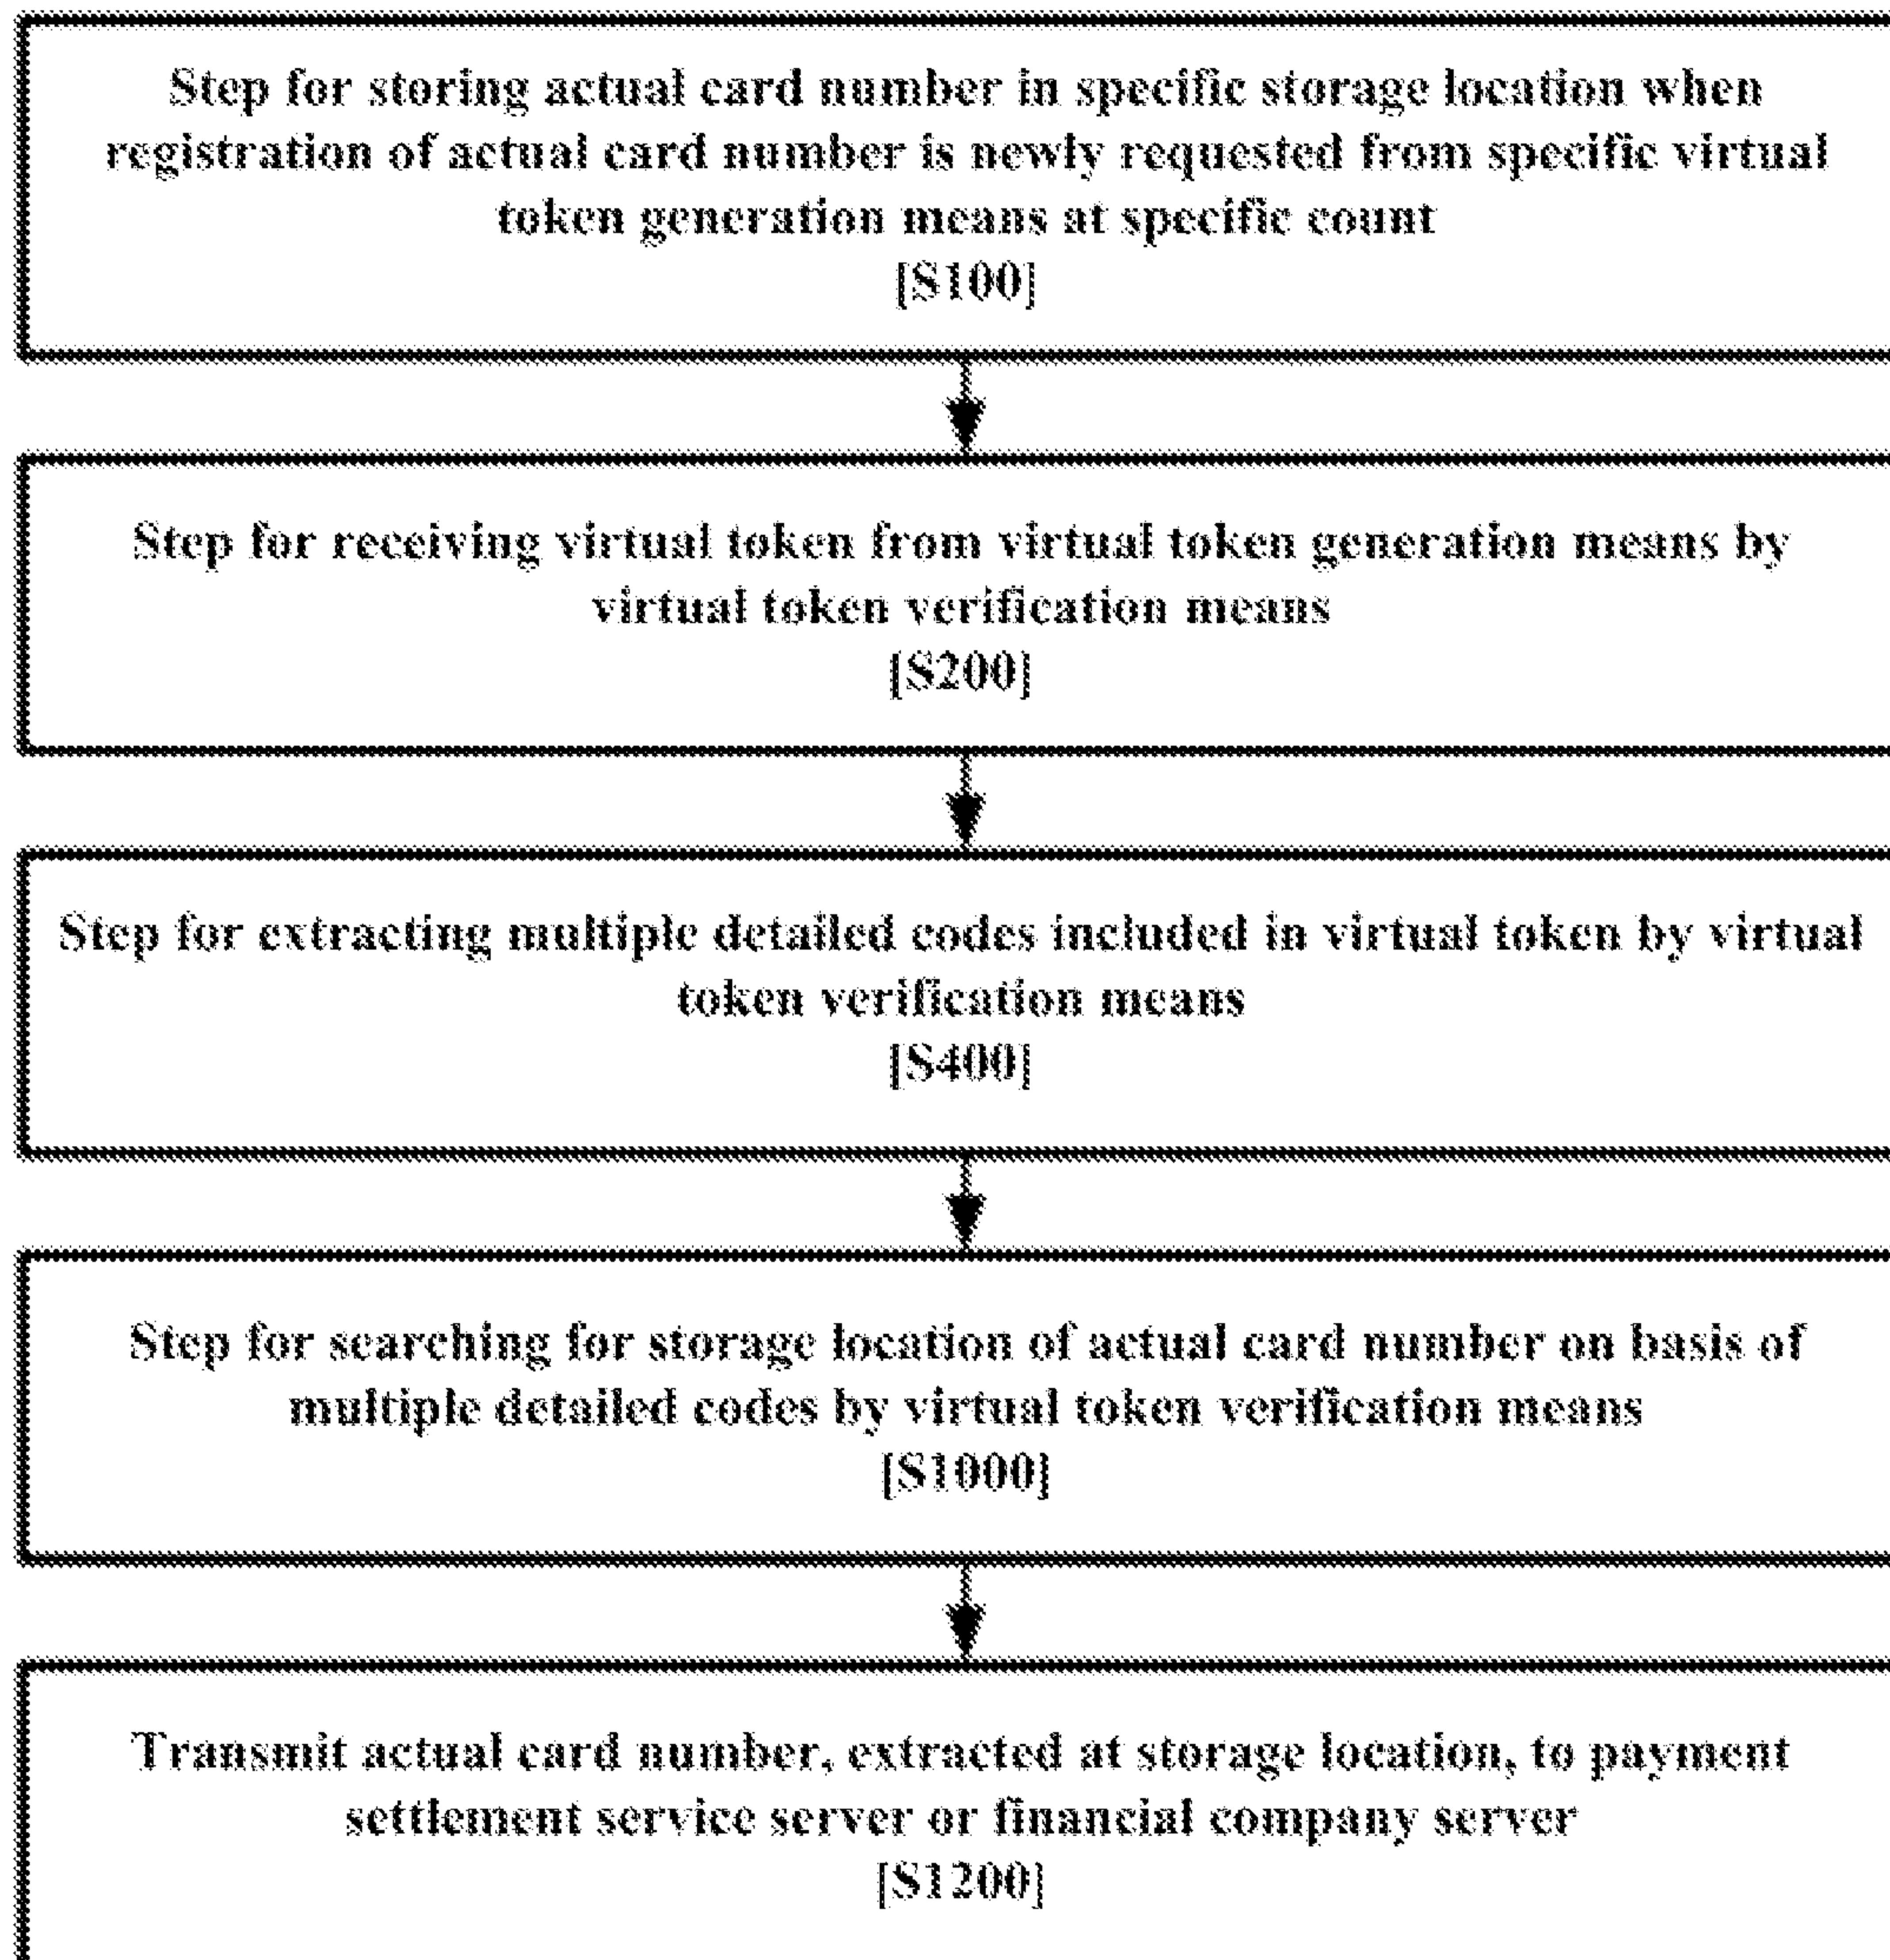 Step for storing actual card number in specific storage location when
registration of actual card number is newly requested from specific virtual
token generation means at specific count
[S100]
Step for receiving virtual token from virtual token generation means by
virtual token verification means
[S200]
Step for extracting multiple detailed codes included in virtual token by virtual
token verification means
[S400]
Step for searching for storage location of actual card number on basis of
multiple detailed codes by virtual token verification means
[S1000]
Transmit actual card number, extracted at storage location, to payment
settlement service server or financial company server
[S1200]